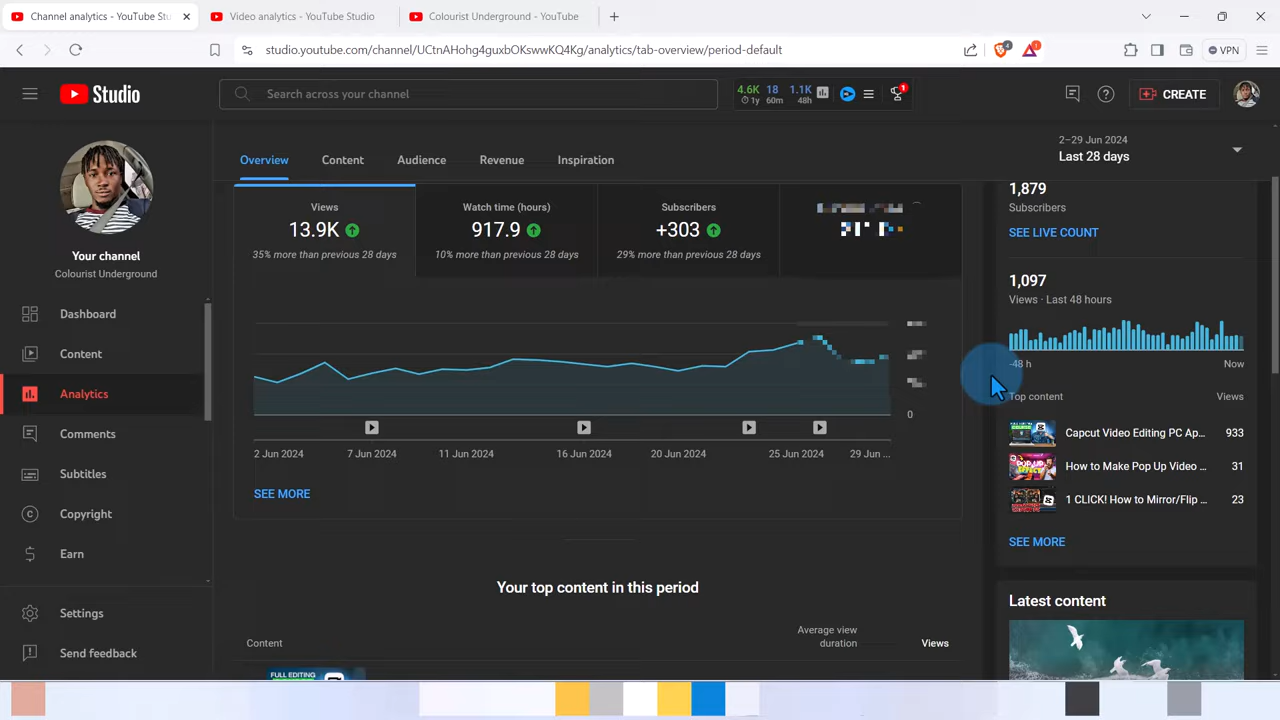 Channel analytics - YouTube Stu
Video analytics - YouTube Studio
Colourist Underground - YouTube
studio.youtube.com/channel/UCtnAHohg4guxbOKswwKQ4Kg/analytics/tab-overview/period-default
4
1
VPN
Studio
Search across your channel
4.6K 18 1.1K
1y 60m 48h
1
CREATE
Your channel
Colourist Underground
Dashboard
Content
Analytics
Comments
Subtitles
Copyright
Earn
Settings
Send feedback
Overview
Content
Audience
Revenue
Inspiration
2–29 Jun 2024
Last 28 days
Views
13.9K
35% more than previous 28 days
Watch time (hours)
917.9
10% more than previous 28 days
Subscribers
+303
29% more than previous 28 days
0
2 Jun 2024
7 Jun 2024
11 Jun 2024
16 Jun 2024
20 Jun 2024
25 Jun 2024
29 Jun ...
SEE MORE
Your top content in this period
Content
Average view
duration
Views
FULL EDITING
1,879
Subscribers
SEE LIVE COUNT
1,097
Views · Last 48 hours
-48 h
Now
Top content
Views
Capcut Video Editing PC Ap...
933
How to Make Pop Up Video ...
31
1 CLICK! How to Mirror/Flip ...
23
SEE MORE
Latest content